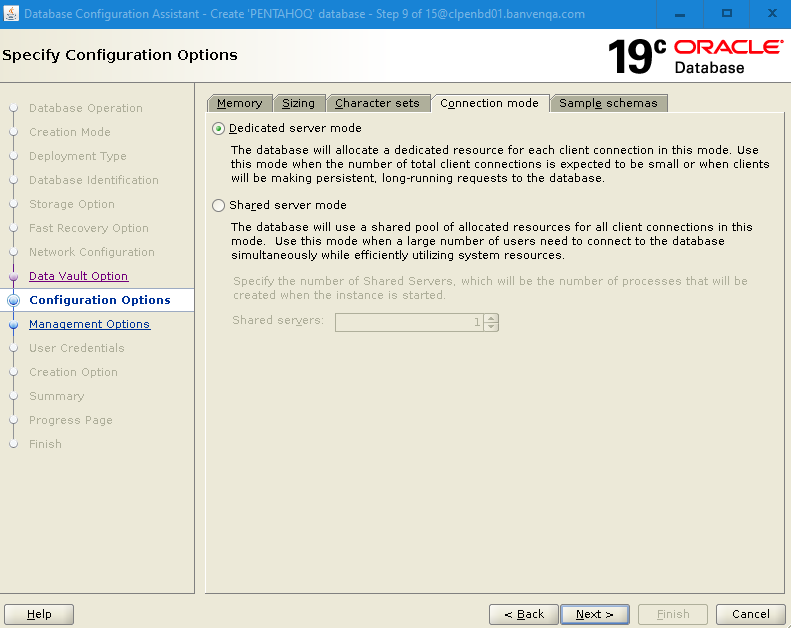 Database Configuration Assistant - Create 'PENTAHOQ' database - Step 9 of 15@clpenbd01.banvenqa.com
Specify Configuration Options
19c ORACLE
Database
Database Operation
Creation Mode
Deployment Type
Database Identification
Storage Option
Fast Recovery Option
Network Configuration
Data Vault Option
Configuration Options
Management Options
User Credentials
Creation Option
Summary
Progress Page
Finish
Memory Sizing Character sets Connection mode Sample schemas
Dedicated server mode
The database will allocate a dedicated resource for each client connection in this mode. Use
this mode when the number of total client connections is expected to be small or when clients
will be making persistent, long-running requests to the database.
Shared server mode
The database will use a shared pool of allocated resources for all client connections in this
mode. Use this mode when a large number of users need to connect to the database
simultaneously while efficiently utilizing system resources.
Specify the number of Shared Servers, which will be the number of processes that will be
created when the instance is started.
Shared servers: 1
Help < Back Next > Finish Cancel